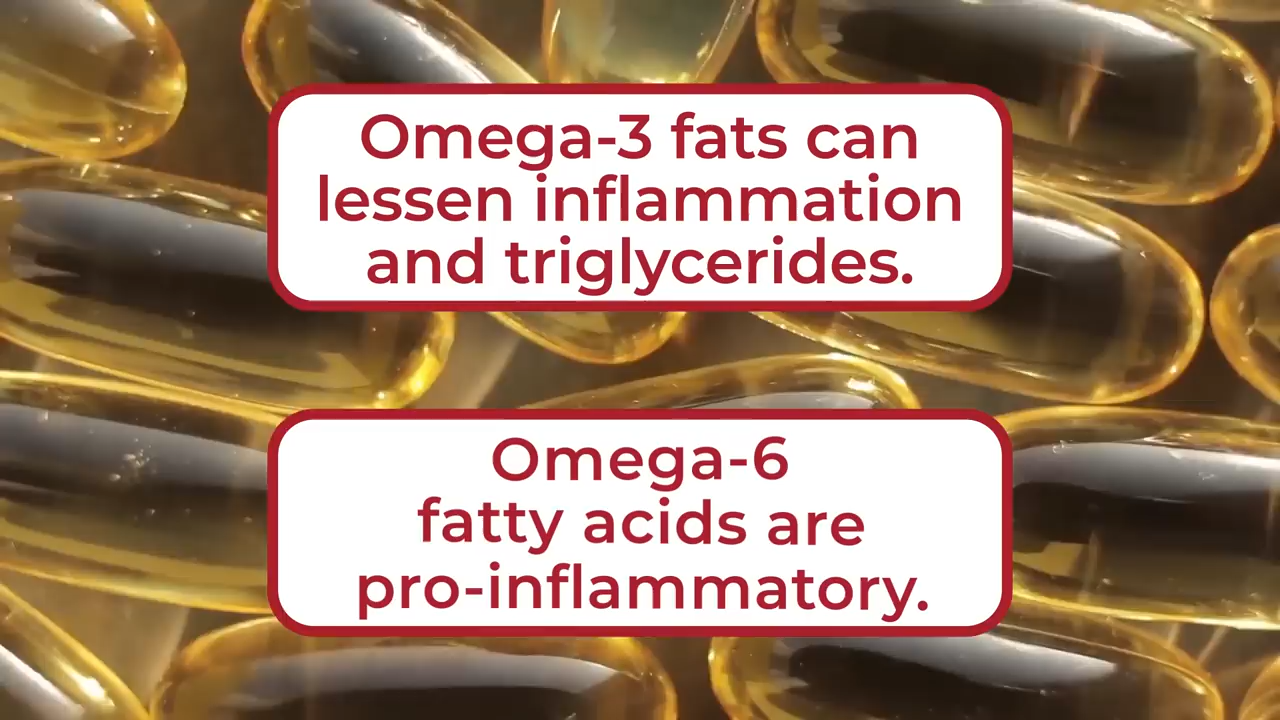 Omega-3 fats can
lessen inflammation
and triglycerides.
Omega-6
fatty acids are
pro-inflammatory.